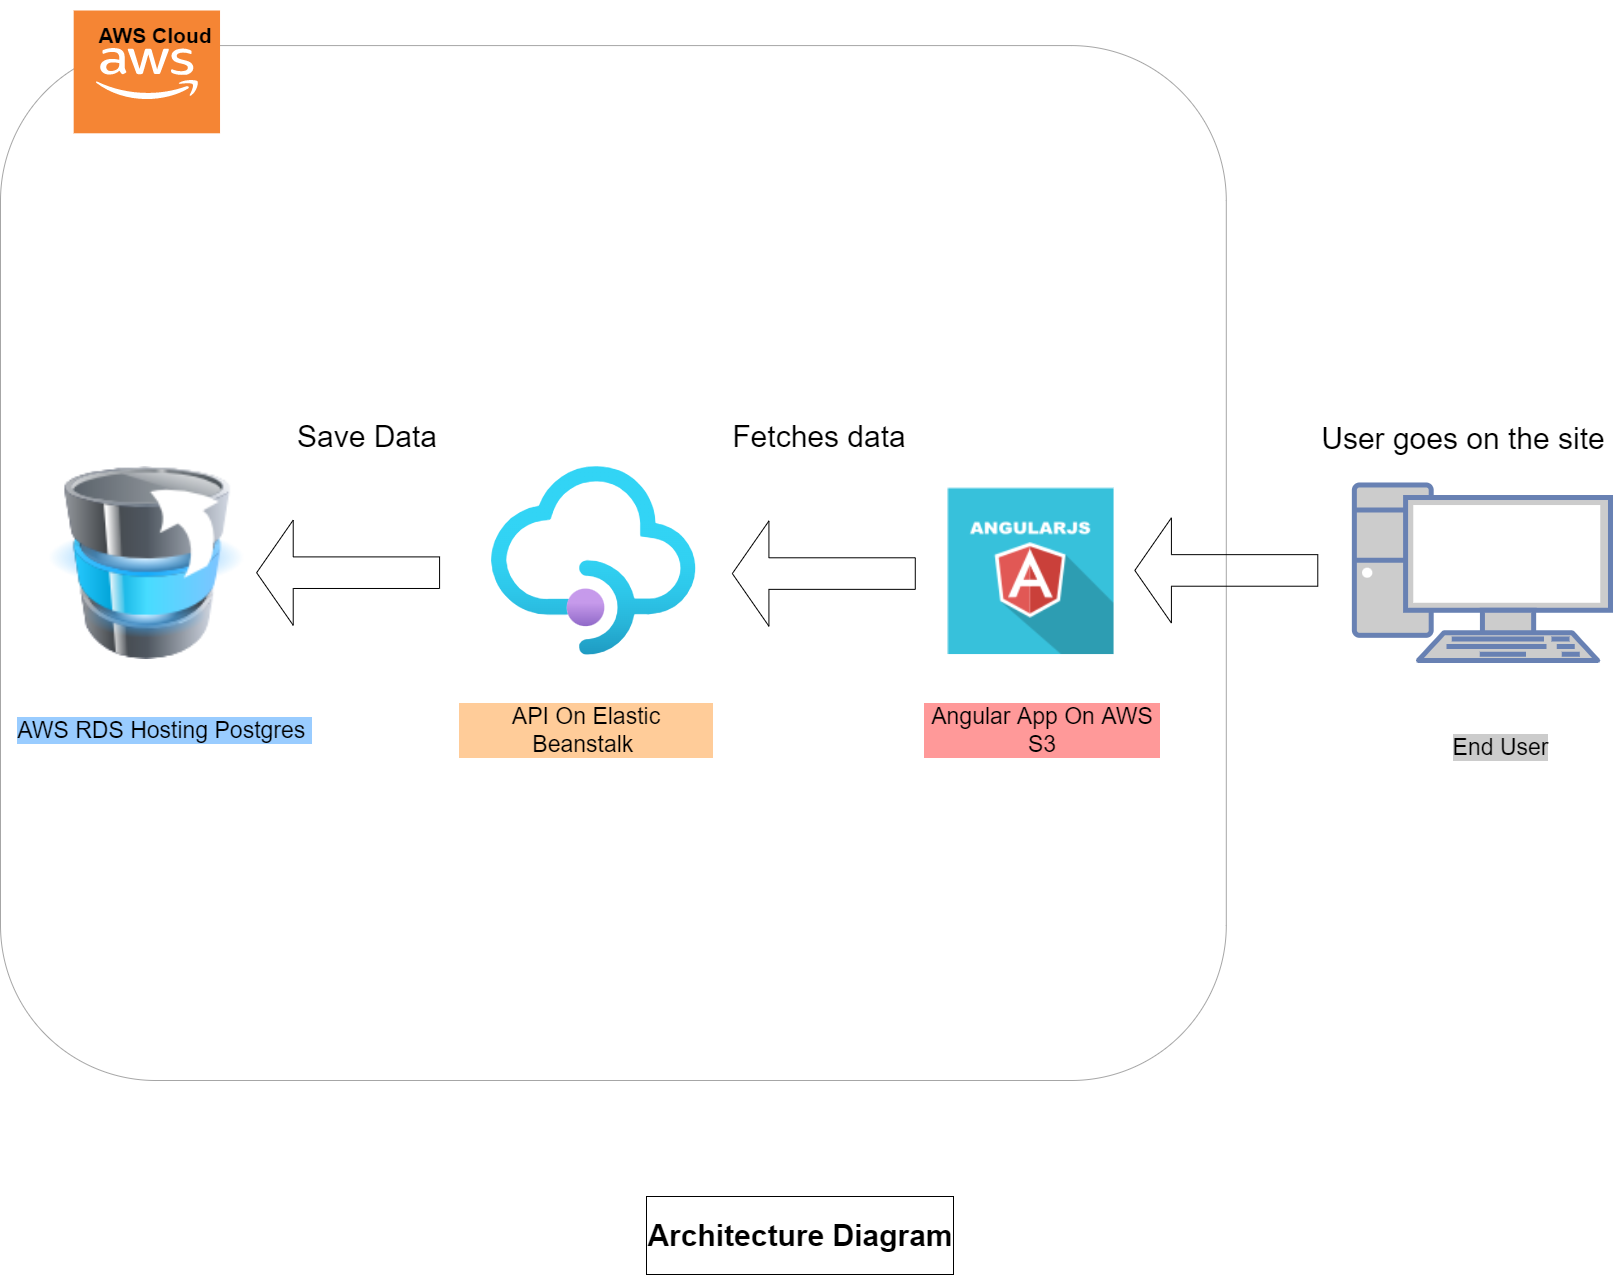 AWS Cloud
aws
Save Data
Fetches data
User goes on the site
ANGULARJS
A
AWS RDS Hosting Postgres
API On Elastic
Beanstalk
Angular App On AWS
S3
End User
Architecture Diagram